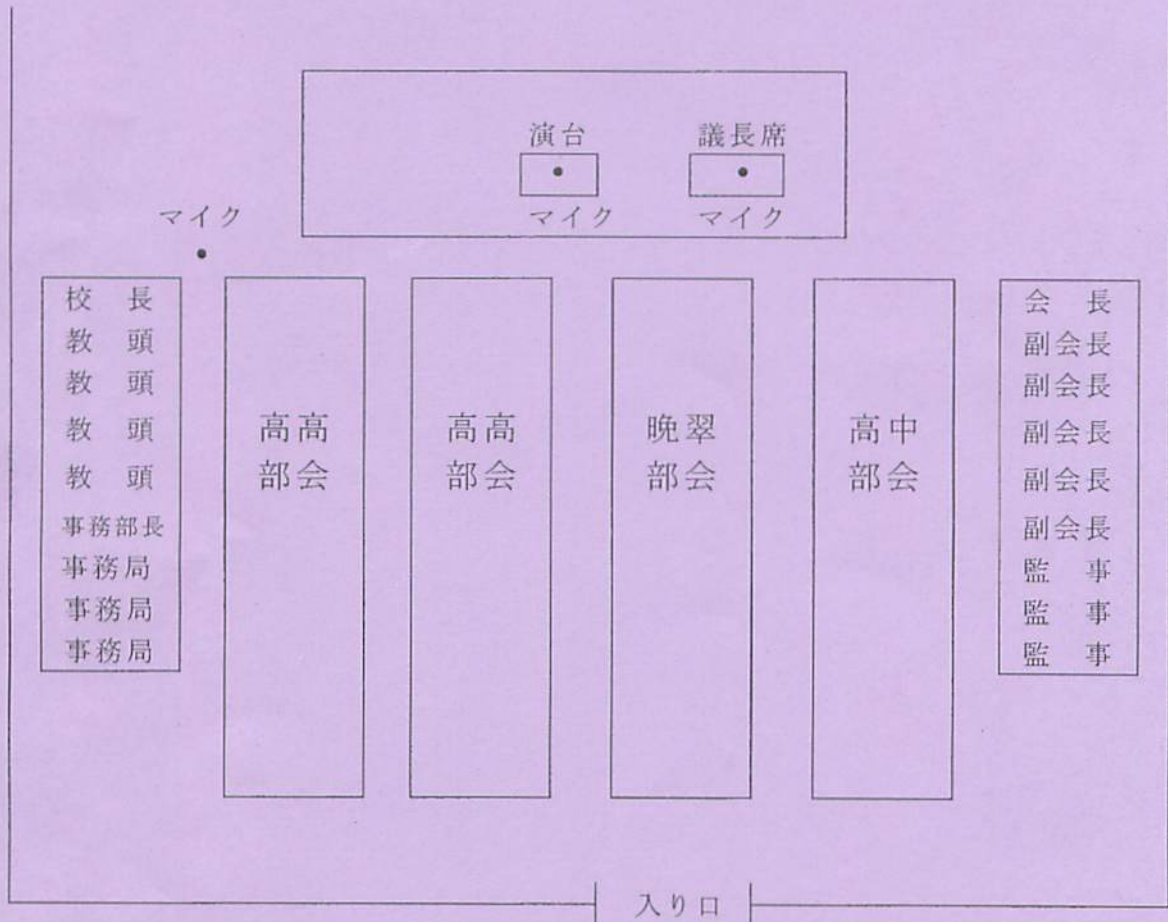 演台
議長席
マイク
マイク
マイク
校　長
教　頭
教　頭
教　頭
教　頭
事務部長
事務局
事務局
事務局
高高
部会
高高
部会
晩翠
部会
高中
部会
会　長
副会長
副会長
副会長
副会長
副会長
監　事
監　事
監　事
入り口